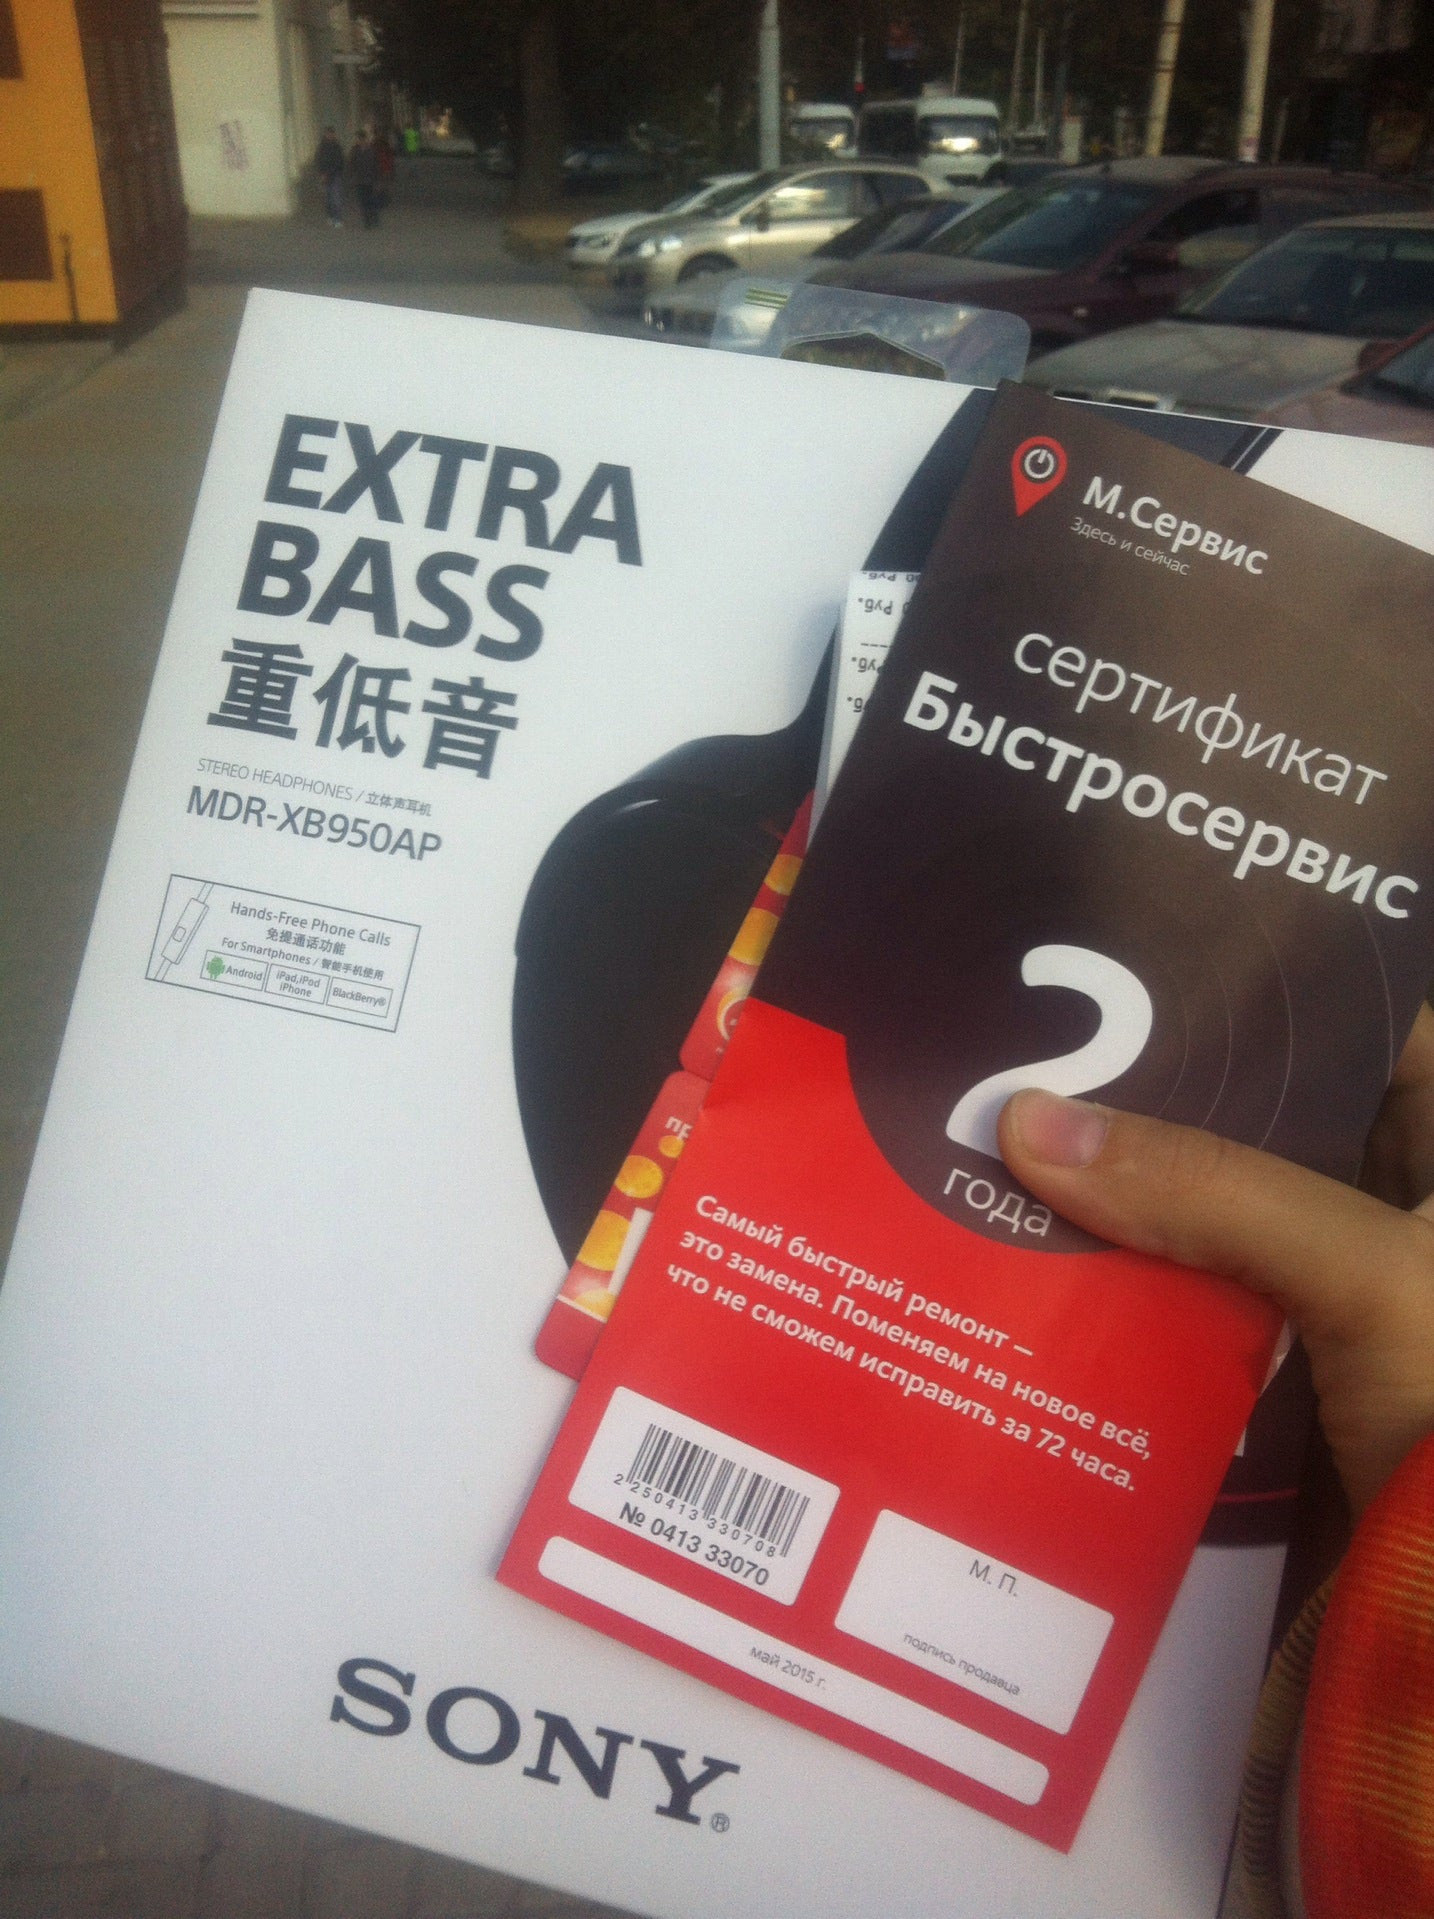 EXTRA
BASS
重低音
STEREO HEADPHONES / 立体声耳机
MDR-XB950AP
Hands-Free Phone Calls
免提通话功能
For Smartphones / 智能手机使用
Android
iPad,iPod
iPhone
BlackBerry®
SONY®
Руб.
Руб.
М.Сервис
Здесь и сейчас
сертификат
Быстросервис
2
года
Самый быстрый ремонт –
это замена. Поменяем на новое всё,
что не сможем исправить за 72 часа.
2 250413 330708
№ 0413 33070
М. П.
подпись продавца
май 2015 г.